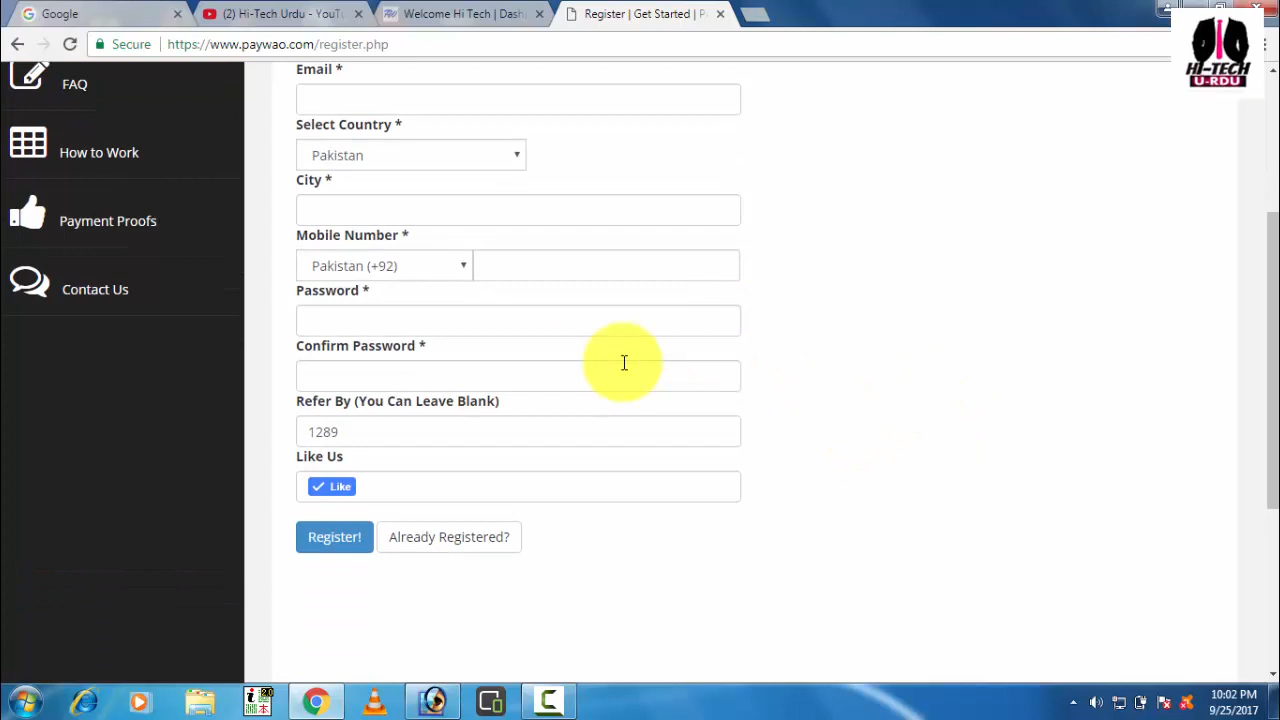 Google
(2) Hi-Tech Urdu - YouT
Welcome Hi Tech | Dash
Register | Get Started | P
Secure
https://www.paywao.com/register.php
HI-TECH
U-RDU
FAQ
How to Work
Payment Proofs
Contact Us
Email *
Select Country *
Pakistan
City *
Mobile Number *
Pakistan (+92)
Password *
Confirm Password *
Refer By (You Can Leave Blank)
1289
Like Us
Like
Register!
Already Registered?
10:02 PM
9/25/2017